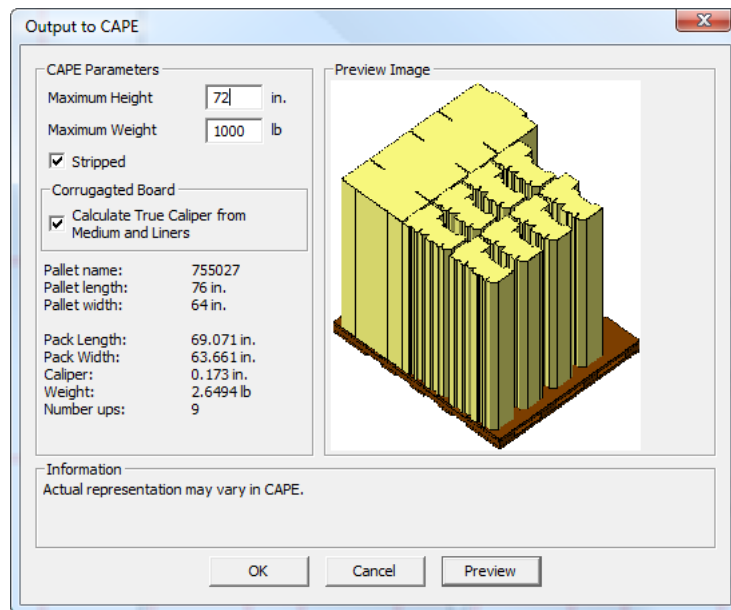 Output to CAPE
CAPE Parameters
Maximum Height 72 in.
Maximum Weight 1000 lb
Stripped
Corrugagted Board
Calculate True Caliper from
Medium and Liners
Pallet name: 755027
Pallet length: 76 in.
Pallet width: 64 in.
Pack Length: 69.071 in.
Pack Width: 63.661 in.
Caliper: 0.173 in.
Weight: 2.6494 lb
Number ups: 9
Preview Image
Information
Actual representation may vary in CAPE.
OK Cancel Preview